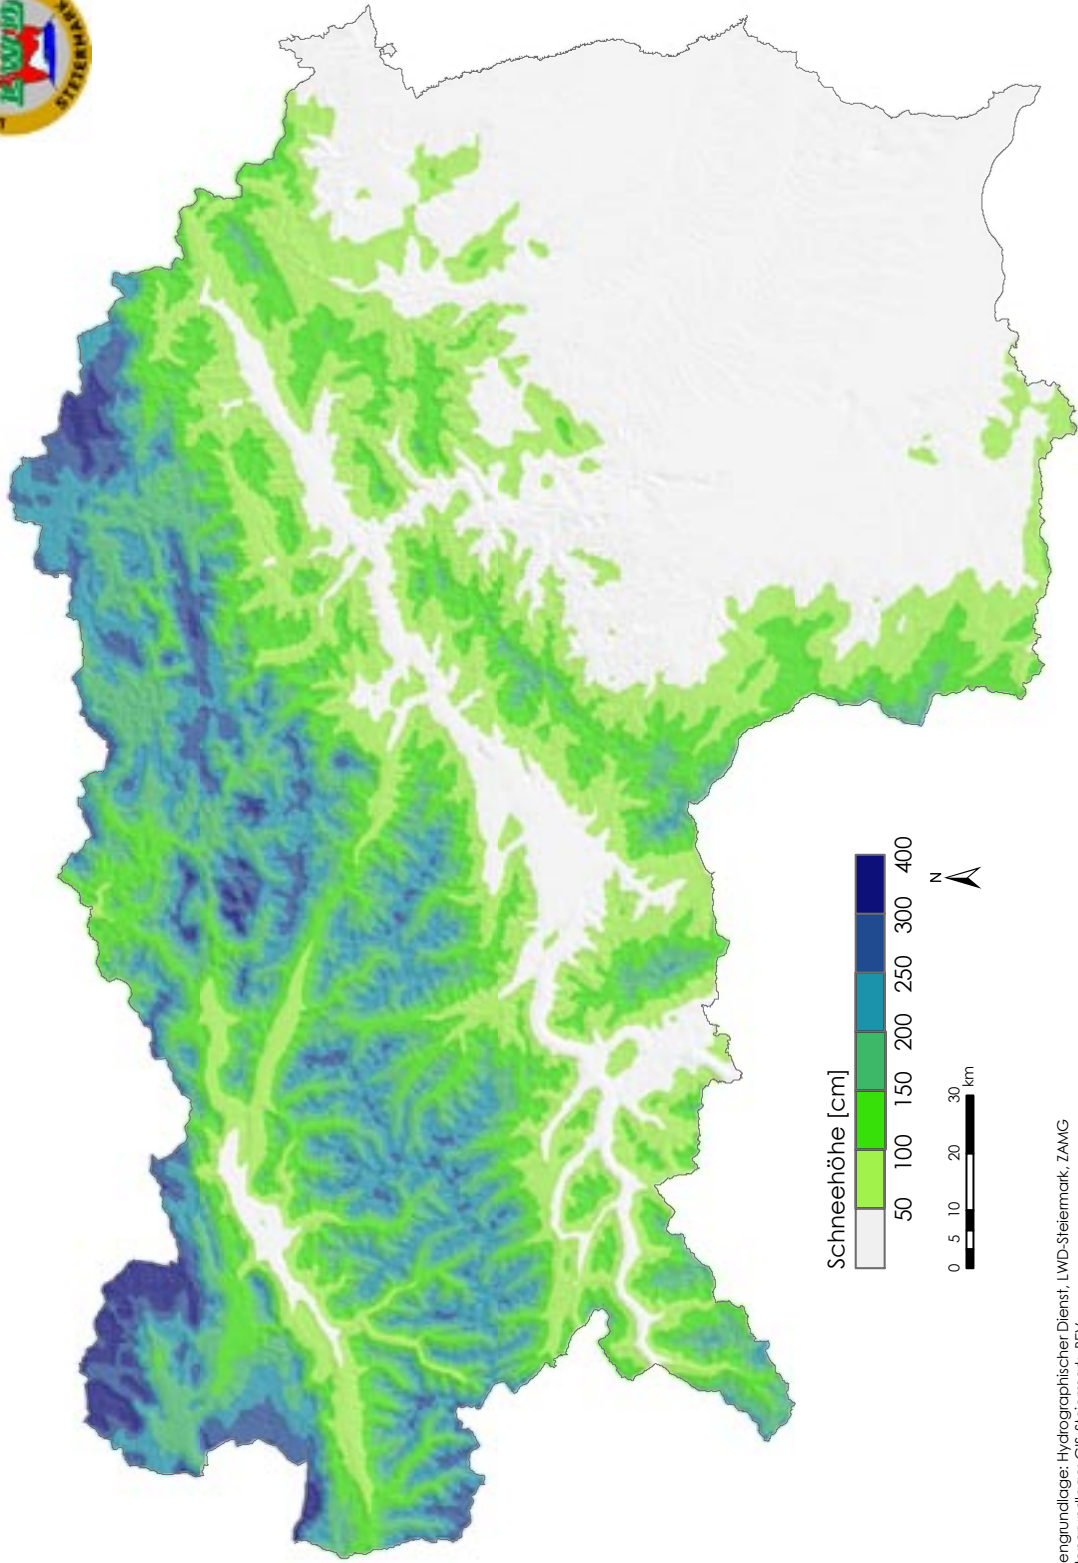 LWD
STEIERMARK
Schneehöhe [cm]
50 100 150 200 250 300 400
N
0 5 10 20 30 km
engrundlage: Hydrographischer Dienst, LWD-Steiermark, ZAMG